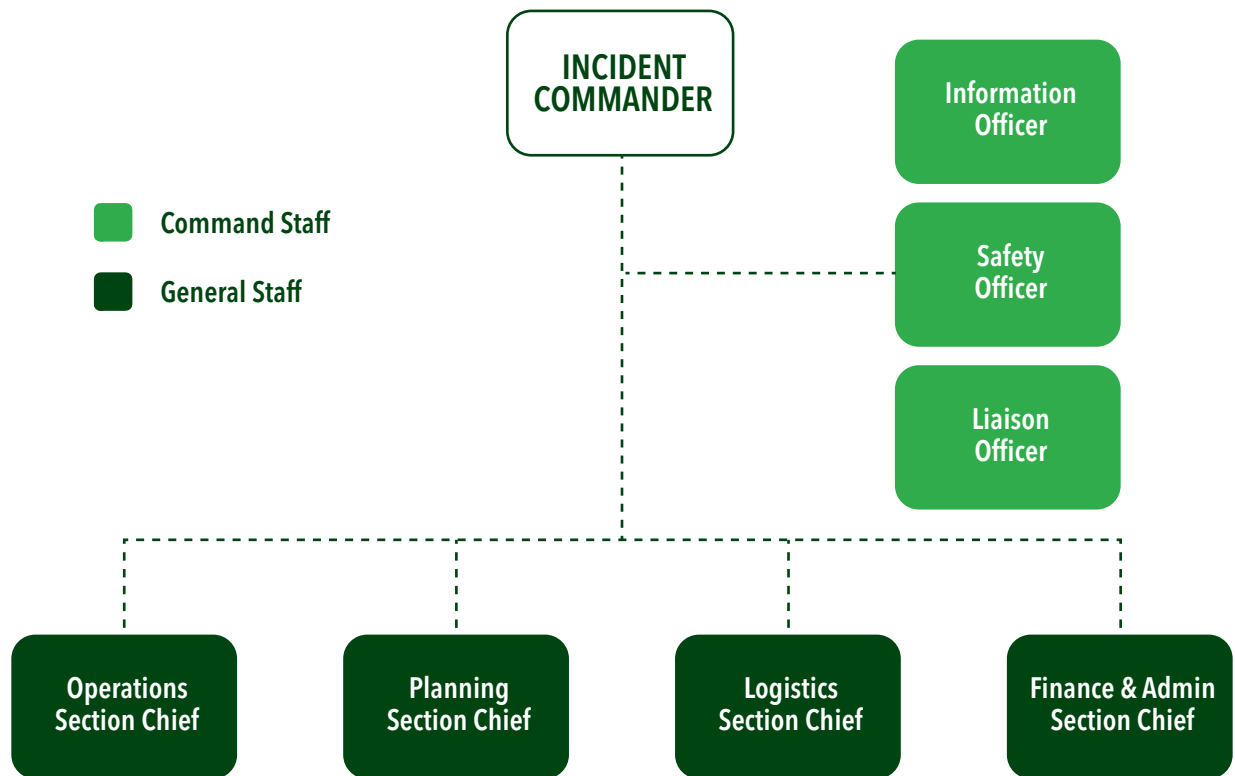 INCIDENT
COMMANDER
Information
Officer
Command Staff
General Staff
Safety
Officer
Liaison
Officer
Operations
Section Chief
Planning
Section Chief
Logistics
Section Chief
Finance & Admin
Section Chief